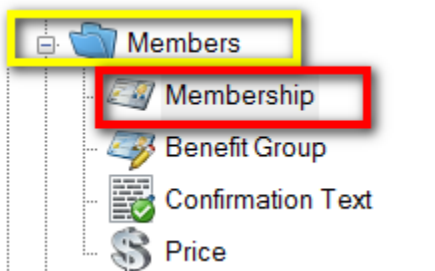 Members
Membership
Benefit Group
Confirmation Text
Price